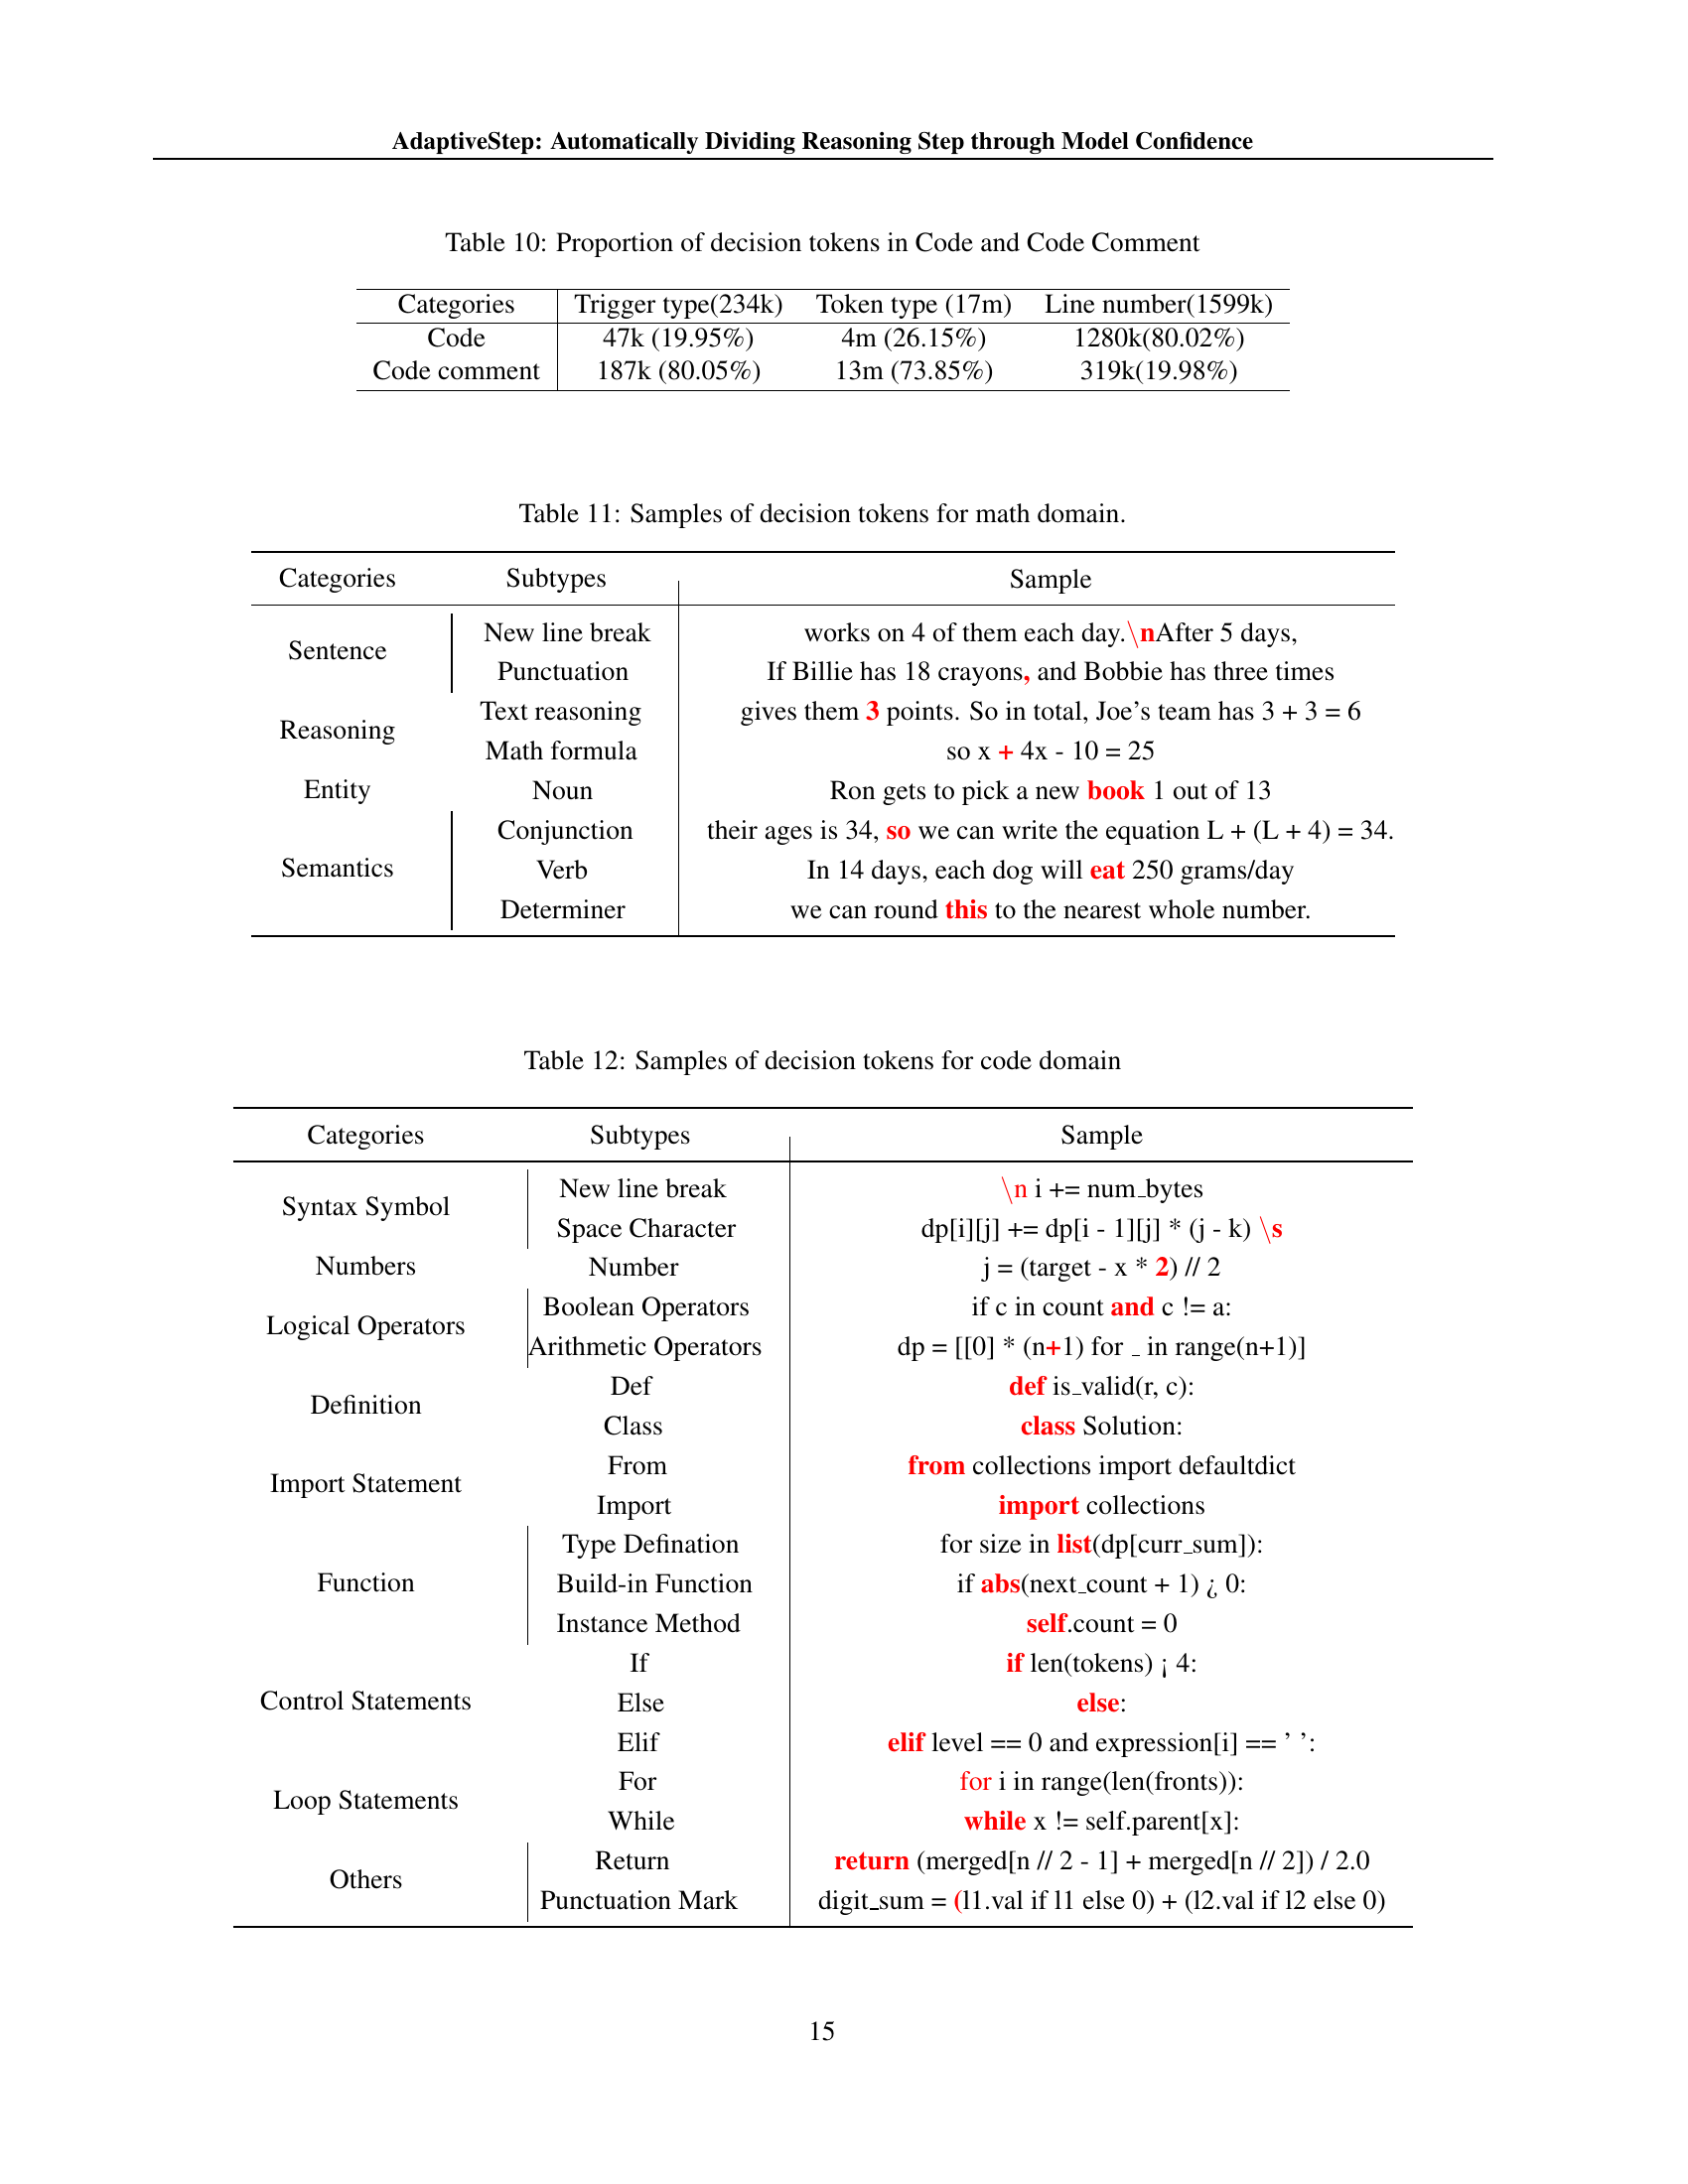 AdaptiveStep: Automatically Dividing Reasoning Step through Model Confidence
Table 10: Proportion of decision tokens in Code and Code Comment
Categories Trigger type(234k) Token type (17m) Line number(1599k)
Code 47k (19.95%) 4m (26.15%) 1280k(80.02%)
Code comment 187k (80.05%) 13m (73.85%) 319k(19.98%)
Table 11: Samples of decision tokens for math domain.
Categories Subtypes Sample
Sentence
New line break works on 4 of them each day.\nAfter 5 days,
Punctuation If Billie has 18 crayons, and Bobbie has three times
Reasoning
Text reasoning gives them 3 points. So in total, Joe's team has 3 + 3 = 6
Math formula so x + 4x - 10 = 25
Entity Noun Ron gets to pick a new book 1 out of 13
Semantics
Conjunction their ages is 34, so we can write the equation L + (L + 4) = 34.
Verb In 14 days, each dog will eat 250 grams/day
Determiner we can round this to the nearest whole number.
Table 12: Samples of decision tokens for code domain
Categories Subtypes Sample
Syntax Symbol
New line break \n i += num_bytes
Space Character dp[i][j] += dp[i - 1][j] * (j - k) \s
Numbers Number j = (target - x * 2) // 2
Logical Operators
Boolean Operators if c in count and c != a:
Arithmetic Operators dp = [[0] * (n+1) for _ in range(n+1)]
Definition
Def def is_valid(r, c):
Class class Solution:
Import Statement
From from collections import defaultdict
Import import collections
Function
Type Defination for size in list(dp[curr_sum]):
Build-in Function if abs(next_count + 1) ¿ 0:
Instance Method self.count = 0
Control Statements
If if len(tokens) ¡ 4:
Else else:
Elif elif level == 0 and expression[i] == ’ ’:
Loop Statements
For for i in range(len(fronts)):
While while x != self.parent[x]:
Others
Return return (merged[n // 2 - 1] + merged[n // 2]) / 2.0
Punctuation Mark digit_sum = (l1.val if l1 else 0) + (l2.val if l2 else 0)
15